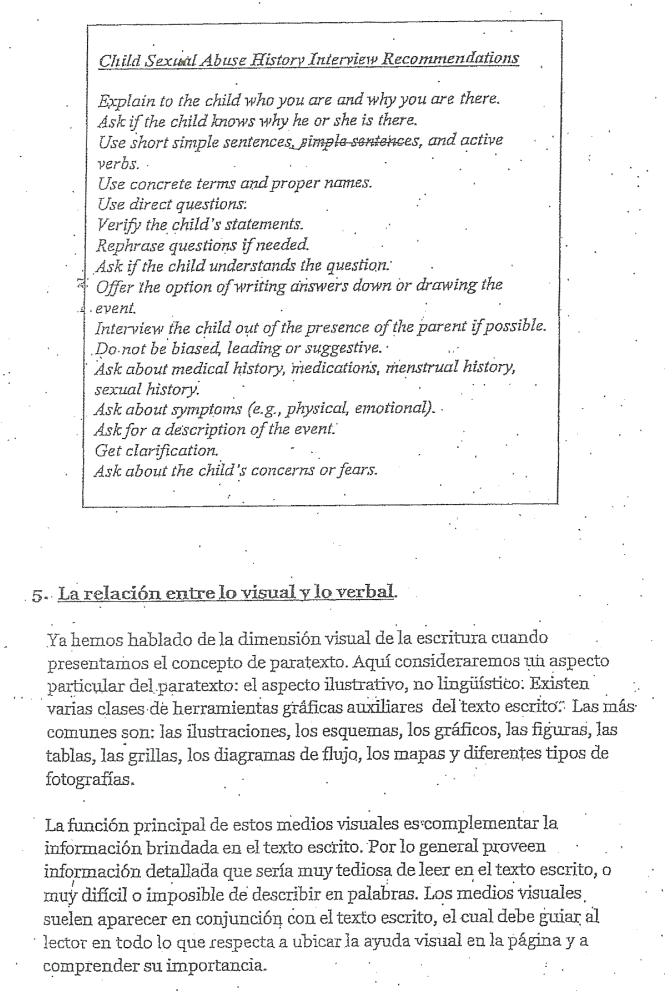 Child Sexual Abuse History Interview Recommendations
Explain to the child who you are and why you are there.
Ask if the child knows why he or she is there.
Use short simple sentences, simple sentences, and active
verbs.
Use concrete terms and proper names.
Use direct questions.
Verify the child's statements.
Rephrase questions if needed.
Ask if the child understands the question.
Offer the option of writing answers down or drawing the
event.
Interview the child out of the presence of the parent if possible.
Do not be biased, leading or suggestive.
Ask about medical history, medications, menstrual history,
sexual history.
Ask about symptoms (e.g., physical, emotional).
Ask for a description of the event.
Get clarification.
Ask about the child's concerns or fears.
5. La relación entre lo visual y lo verbal.
Ya hemos hablado de la dimensión visual de la escritura cuando
presentamos el concepto de paratexto. Aquí consideraremos un aspecto
particular del paratexto: el aspecto ilustrativo, no lingüístico. Existen
varias clases de herramientas gráficas auxiliares del texto escrito. Las más
comunes son: las ilustraciones, los esquemas, los gráficos, las figuras, las
tablas, las grillas, los diagramas de flujo, los mapas y diferentes tipos de
fotografías.
La función principal de estos medios visuales es complementar la
información brindada en el texto escrito. Por lo general proveen
información detallada que sería muy tediosa de leer en el texto escrito, o
muy difícil o imposible de describir en palabras. Los medios visuales
suelen aparecer en conjunción con el texto escrito, el cual debe guiar al
lector en todo lo que respecta a ubicar la ayuda visual en la página y a
comprender su importancia.